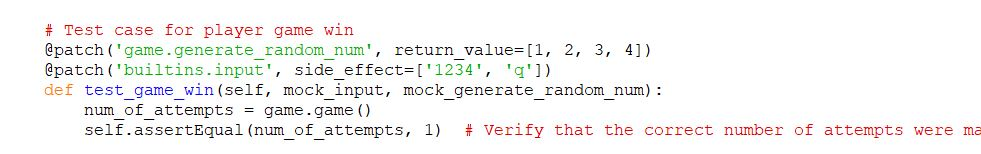 # Test case for player game win
@patch('game.generate_random_num', return_value=[1, 2, 3, 4])
@patch('builtins.input', side_effect=['1234', 'q'])
def test_game_win(self, mock_input, mock_generate_random_num):
    num_of_attempts = game.game()
    self.assertEqual(num_of_attempts, 1)  # Verify that the correct number of attempts were ma